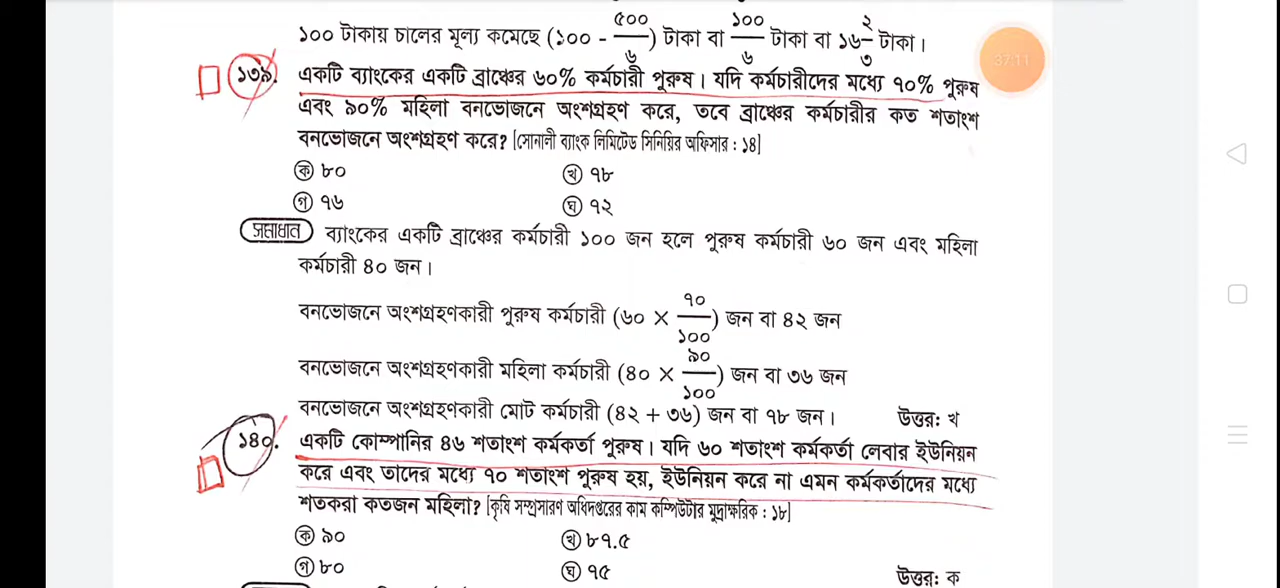 ১০০ টাকায় চালের মূল্য কমেছে (১০০ - ৫০০/৬) টাকা বা ১০০/৬ টাকা বা ১৬ ২/৩ টাকা।
37:11
১৩৯. একটি ব্যাংকের একটি ব্রাঞ্চের ৬০% কর্মচারী পুরুষ। যদি কর্মচারীদের মধ্যে ৭০% পুরুষ
এবং ৯০% মহিলা বনভোজনে অংশগ্রহণ করে, তবে ব্রাঞ্চের কর্মচারীর কত শতাংশ
বনভোজনে অংশগ্রহণ করে? [সোনালী ব্যাংক লিমিটেড সিনিয়র অফিসার : ১৪]
ক ৮০ খ ৭৮
গ ৭৬ ঘ ৭২
সমাধান ব্যাংকের একটি ব্রাঞ্চের কর্মচারী ১০০ জন হলে পুরুষ কর্মচারী ৬০ জন এবং মহিলা
কর্মচারী ৪০ জন।
বনভোজনে অংশগ্রহণকারী পুরুষ কর্মচারী (৬০ × ৭০/১০০) জন বা ৪২ জন
বনভোজনে অংশগ্রহণকারী মহিলা কর্মচারী (৪০ × ৯০/১০০) জন বা ৩৬ জন
বনভোজনে অংশগ্রহণকারী মোট কর্মচারী (৪২ + ৩৬) জন বা ৭৮ জন। উত্তর: খ
১৪০. একটি কোম্পানির ৪৬ শতাংশ কর্মকর্তা পুরুষ। যদি ৬০ শতাংশ কর্মকর্তা লেবার ইউনিয়ন
করে এবং তাদের মধ্যে ৭০ শতাংশ পুরুষ হয়, ইউনিয়ন করে না এমন কর্মকর্তাদের মধ্যে
শতকরা কতজন মহিলা? [কৃষি সম্প্রসারণ অধিদপ্তরের কাম কম্পিউটার মুদ্রাক্ষরিক : ১৮]
ক ৯০ খ ৮৭.৫
গ ৮০ ঘ ৭৫ উত্তর: ক